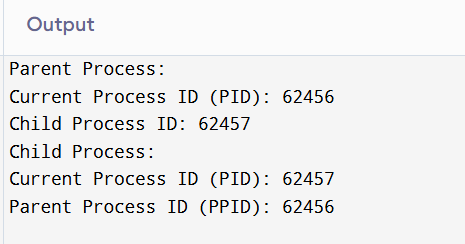 Output
Parent Process:
Current Process ID (PID): 62456
Child Process ID: 62457
Child Process:
Current Process ID (PID): 62457
Parent Process ID (PPID): 62456